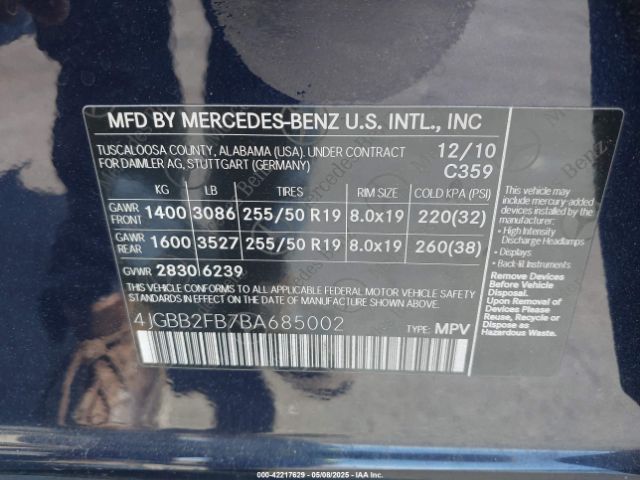 MFD BY MERCEDES-BENZ U.S. INTL., INC
TUSCALOOSA COUNTY, ALABAMA (USA). UNDER CONTRACT
FOR DAIMLER AG, STUTTGART (GERMANY)
12/10
C359
KG LB TIRES RIM SIZE COLD KPA (PSI)
GAWR FRONT 1400 3086 255/50 R19 8.0x19 220(32)
GAWR REAR 1600 3527 255/50 R19 8.0x19 260(38)
GVWR 2830 6239
THIS VEHICLE CONFORMS TO ALL APPLICABLE
FEDERAL MOTOR VEHICLE SAFETY STANDARDS IN
EFFECT ON THE DATE OF MANUFACTURE SHOWN ABOVE
4JGBB2FB7BA685002
TYPE: MPV
This vehicle may
include mercury-added
devices installed by the
manufacturer:
• High Intensity
Discharge Headlamps
• Displays
• Back-lit Instruments
Remove Devices
Before Vehicle
Disposal.
Upon Removal of
Devices Please
Reuse, Recycle or
Dispose as
Hazardous Waste.
000-42217629 - 05/08/2025 - IAA Inc.